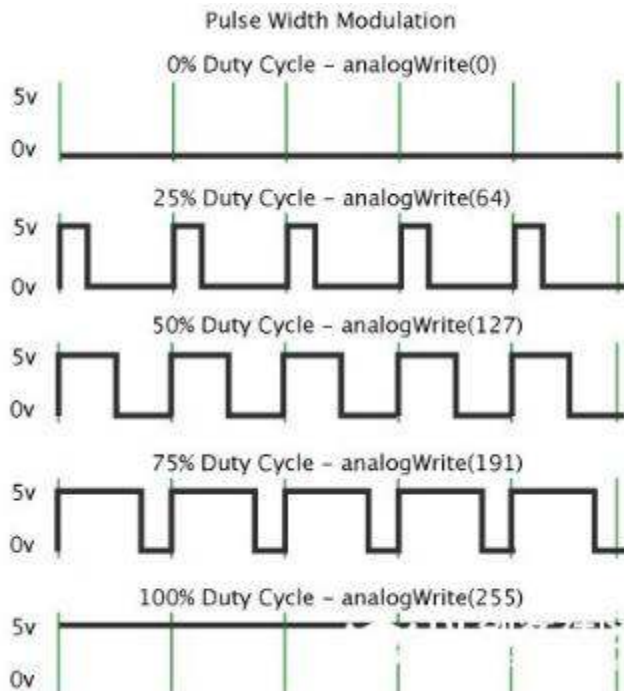 Pulse Width Modulation
0% Duty Cycle – analogWrite(0)
5v
0v
25% Duty Cycle – analogWrite(64)
5v
0v
50% Duty Cycle – analogWrite(127)
5v
0v
75% Duty Cycle – analogWrite(191)
5v
0v
100% Duty Cycle – analogWrite(255)
5v
0v